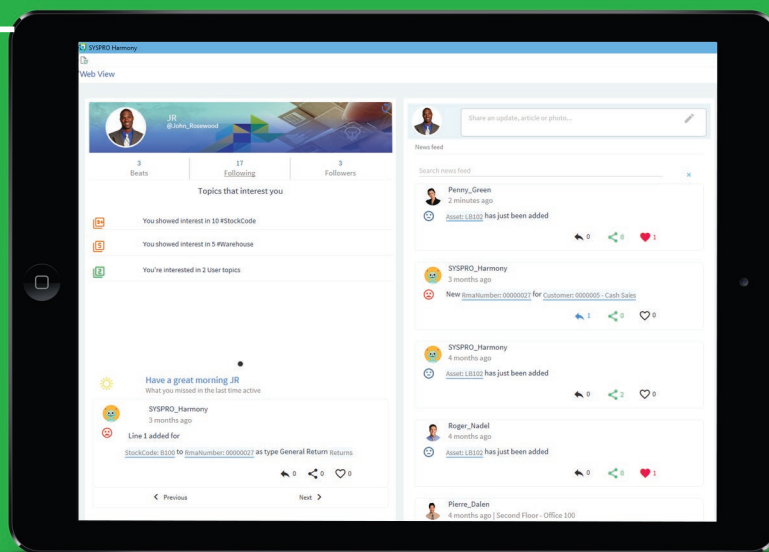 SYSPRO Harmony
Web View
JR
@John_Rosewood
3
Beats
17
Following
3
Followers
Topics that interest you
9+
You showed interest in 10 #StockCode
5
You showed interest in 5 #Warehouse
2
You're interested in 2 User topics
Have a great morning JR
What you missed in the last time active
SYSPRO_Harmony
3 months ago
Line 1 added for
StockCode: B100 to RmaNumber: 00000027 as type General Return Returns
0 0 0
Previous Next
Share an update, article or photo...
News feed
Search news feed
Penny_Green
2 minutes ago
Asset: LB102 has just been added
0 0 1
SYSPRO_Harmony
3 months ago
New RmaNumber: 00000027 for Customer: 0000005 - Cash Sales
1 0 0
SYSPRO_Harmony
4 months ago
Asset: LB102 has just been added
0 2 0
Roger_Nadel
4 months ago
Asset: LB102 has just been added
0 0 1
Pierre_Dalen
4 months ago | Second Floor - Office 100